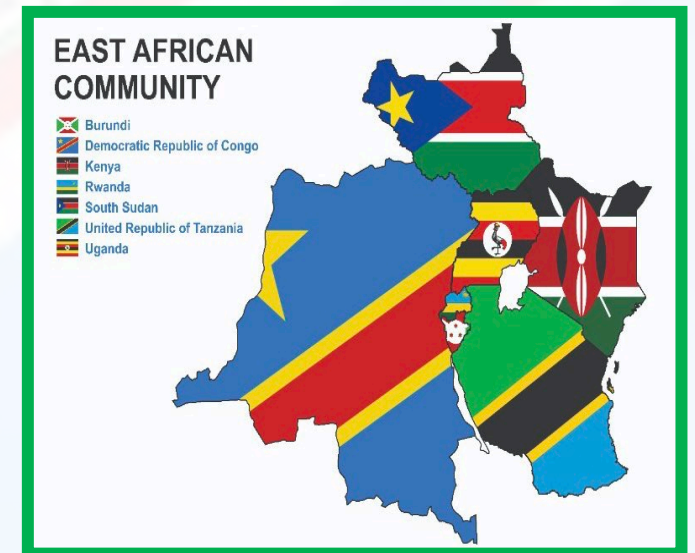 EAST AFRICAN
COMMUNITY
Burundi
Democratic Republic of Congo
Kenya
Rwanda
South Sudan
United Republic of Tanzania
Uganda